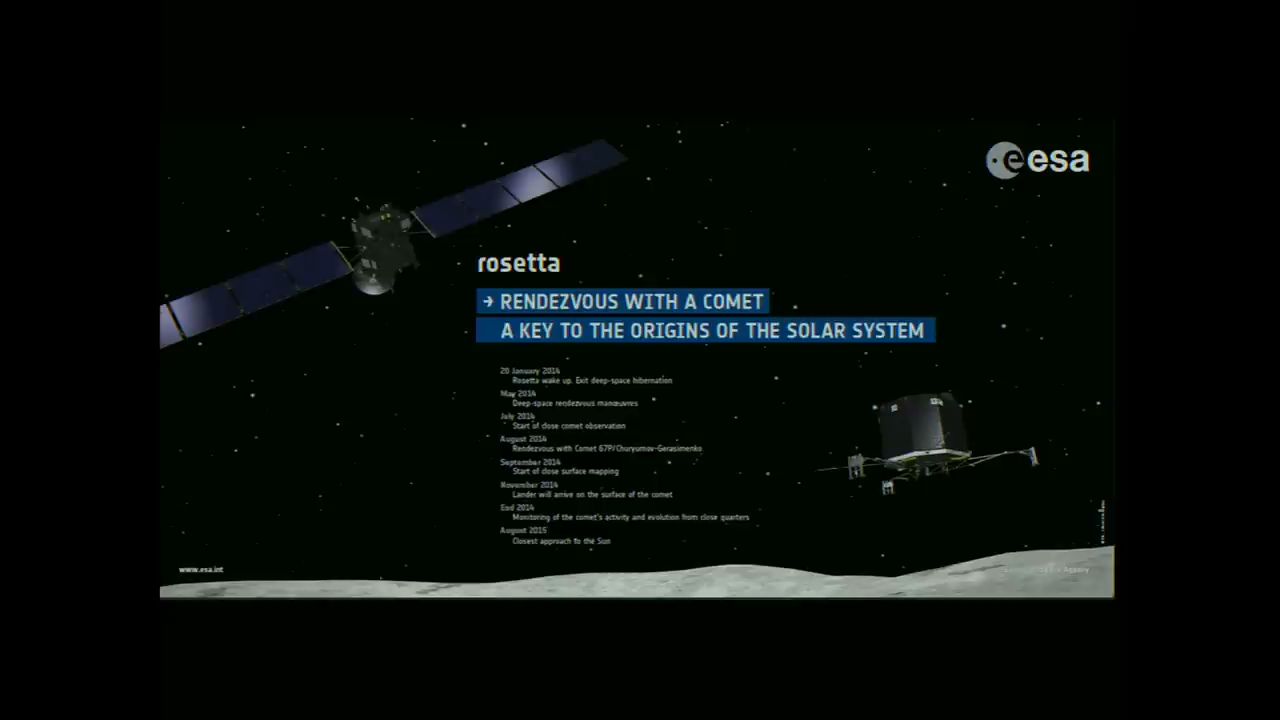 esa
rosetta
→ RENDEZVOUS WITH A COMET
A KEY TO THE ORIGINS OF THE SOLAR SYSTEM
20 January 2014
Rosetta wake up. Exit deep-space hibernation
May 2014
Deep-space rendezvous manœuvres
July 2014
Start of close comet observation
August 2014
Rendezvous with Comet 67P/Churyumov-Gerasimenko
September 2014
Start of close surface mapping
November 2014
Lander will arrive on the surface of the comet
End 2014
Monitoring of the comet's activity and evolution from close quarters
August 2015
Closest approach to the Sun
www.esa.int
Agency